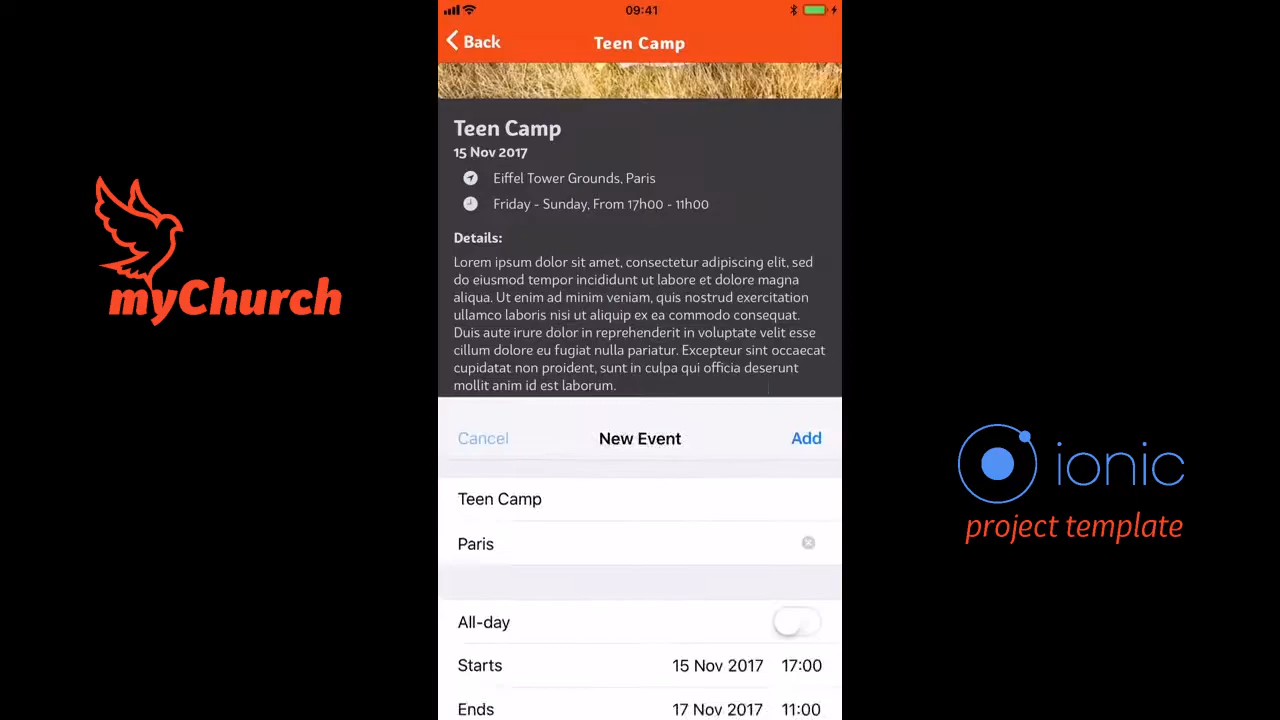 09:41
Back
Teen Camp
Teen Camp
15 Nov 2017
Eiffel Tower Grounds, Paris
Friday - Sunday, From 17h00 - 11h00
Details:
Lorem ipsum dolor sit amet, consectetur adipiscing elit, sed
do eiusmod tempor incididunt ut labore et dolore magna
aliqua. Ut enim ad minim veniam, quis nostrud exercitation
ullamco laboris nisi ut aliquip ex ea commodo consequat.
Duis aute irure dolor in reprehenderit in voluptate velit esse
cillum dolore eu fugiat nulla pariatur. Excepteur sint occaecat
cupidatat non proident, sunt in culpa qui officia deserunt
mollit anim id est laborum.
Cancel New Event Add
Teen Camp
Paris
All-day
Starts 15 Nov 2017 17:00
Ends 17 Nov 2017 11:00
myChurch
ionic
project template